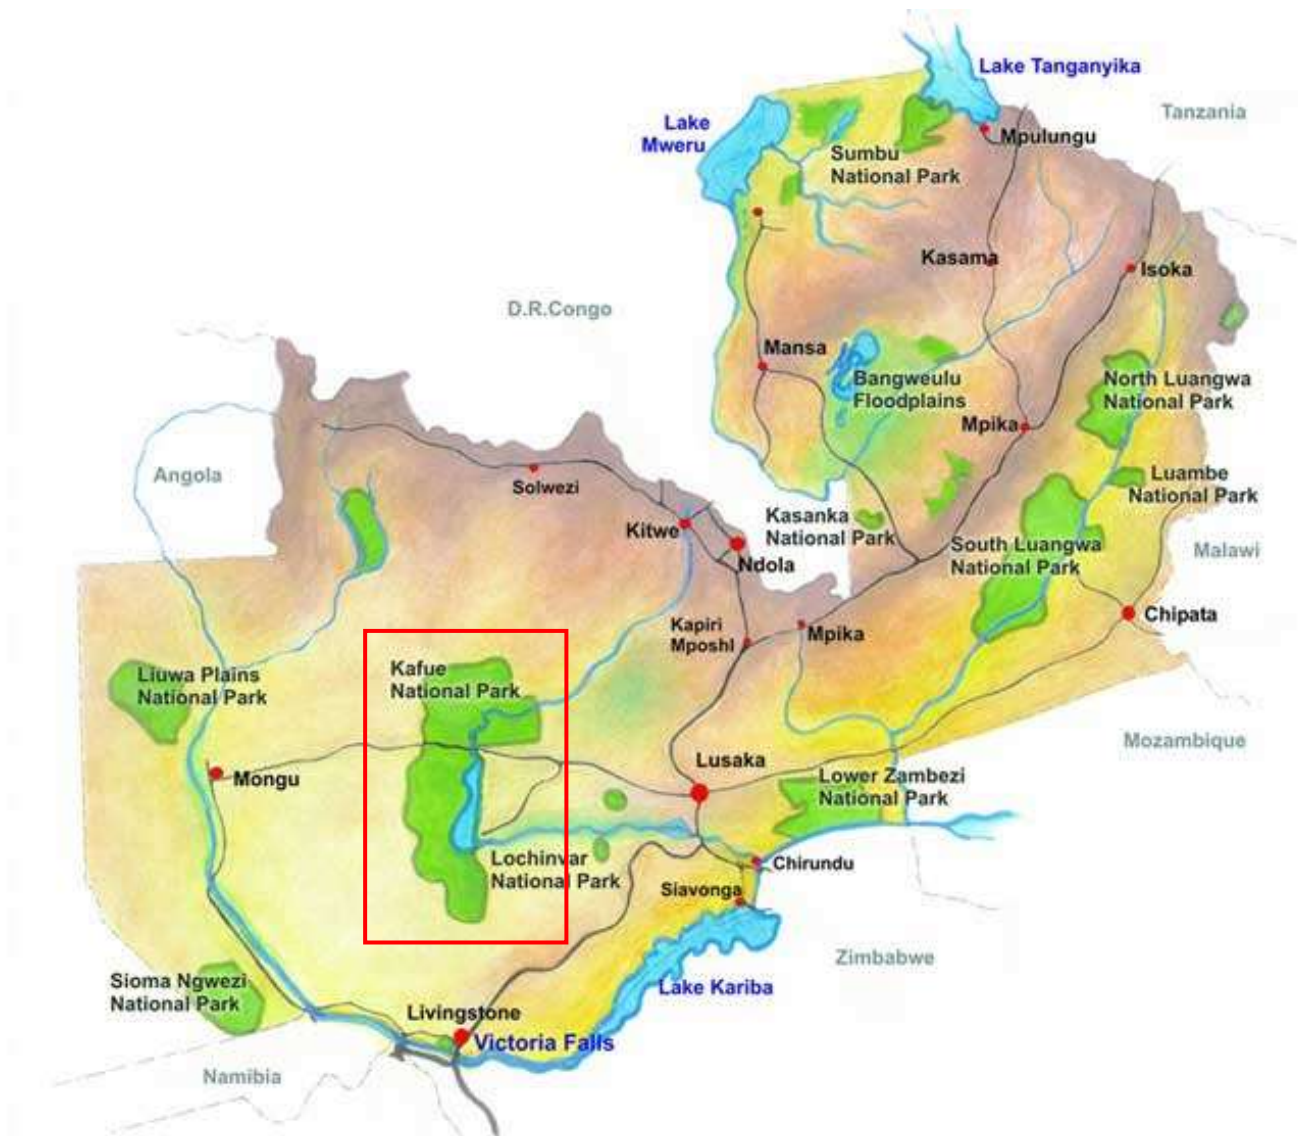 Lake Tanganyika
Tanzania
Lake
Mweru
Mpulungu
Sumbu
National Park
Kasama
Isoka
D.R.Congo
Mansa
Bangweulu
Floodplains
North Luangwa
National Park
Mpika
Angola
Solwezi
Luambe
National Park
Kitwe
Kasanka
National Park
Ndola
South Luangwa
National Park
Malawi
Chipata
Kapiri
Mposhl
Mpika
Liuwa Plains
National Park
Kafue
National Park
Mozambique
Mongu
Lusaka
Lower Zambezi
National Park
Lochinvar
National Park
Chirundu
Siavonga
Zimbabwe
Sioma Ngwezi
National Park
Lake Kariba
Livingstone
Victoria Falls
Namibia